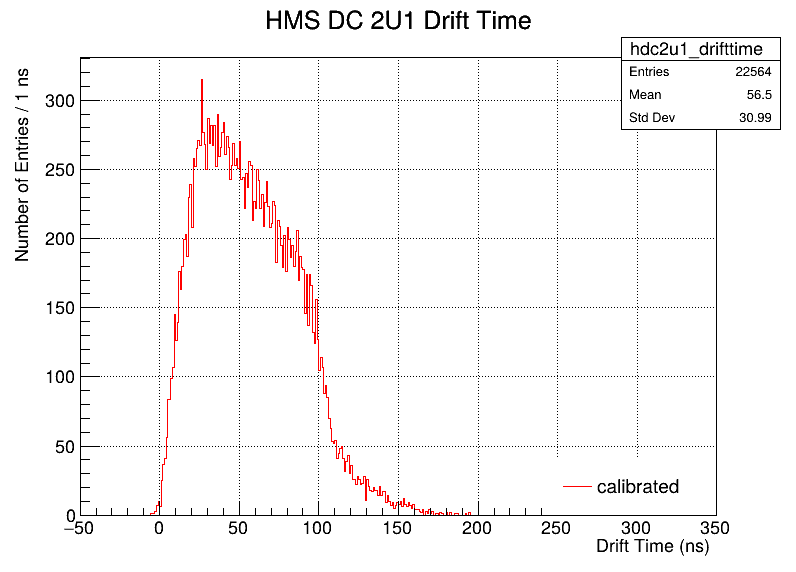 HMS DC 2U1 Drift Time
hdc2u1_drifttime
Entries 22564
Mean 56.5
Std Dev 30.99
Number of Entries / 1 ns
300
250
200
150
100
50
0
−50 0 50 100 150 200 250 300 350
Drift Time (ns)
calibrated